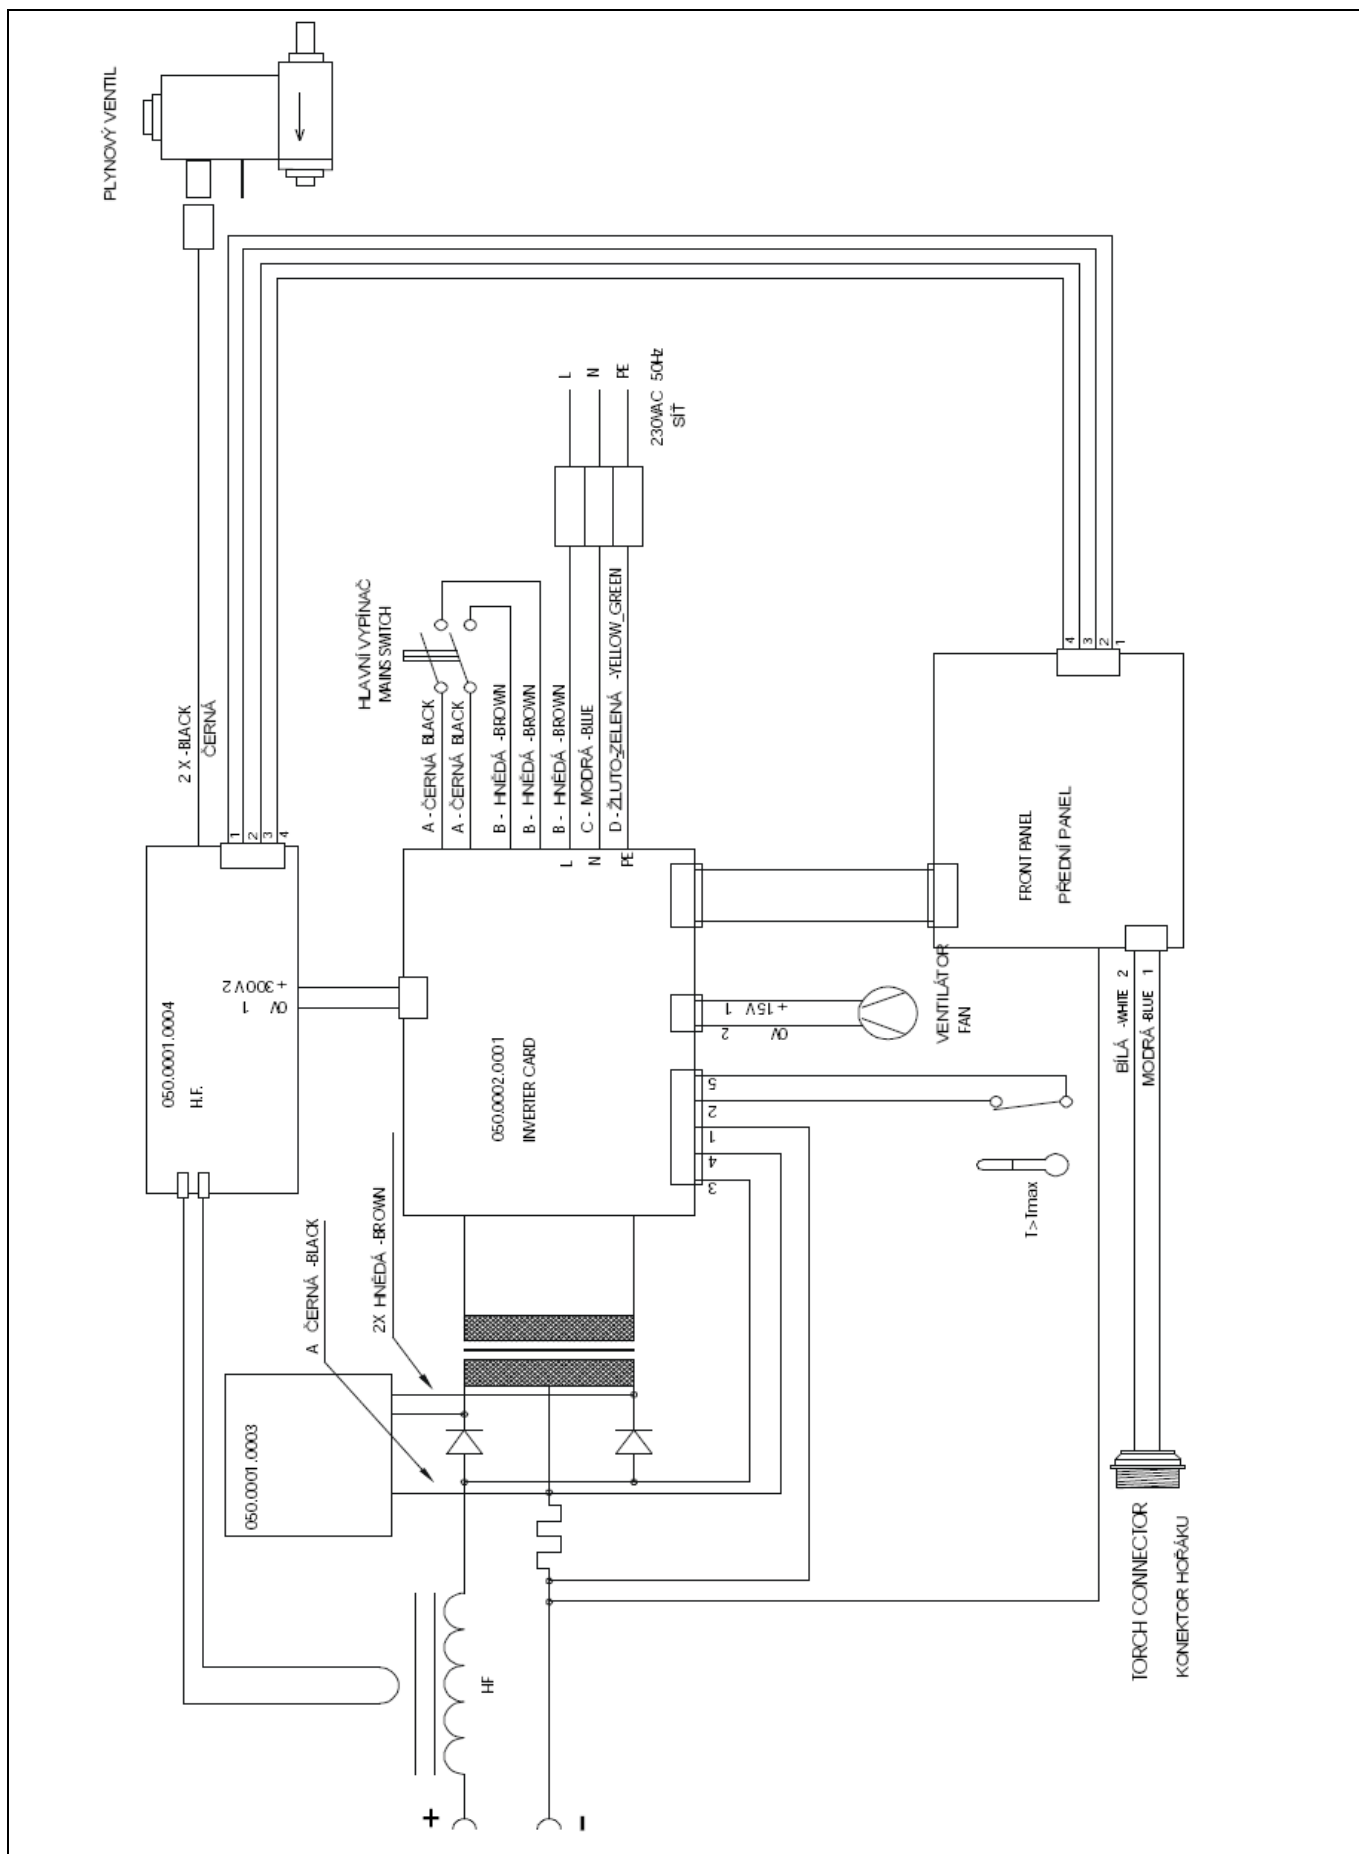 PLYNOVÝ VENTIL
2 X -BLACK
ČERNÁ
1
2
3
4
050.0001.0004
H.F.
+300V 2
0V 1
HLAVNÍ VYPÍNAČ
MAINS SWITCH
A - ČERNÁ BLACK
A - ČERNÁ BLACK
B - HNĚDÁ -BROWN
B - HNĚDÁ -BROWN
B - HNĚDÁ -BROWN
C - MODRÁ -BLUE
D - ŽLUTO-ZELENÁ -YELLOW_GREEN
L
N
PE
L
N
PE
230VAC 50Hz
SÍŤ
050.0002.0001
INVERTER CARD
4
3
2
1
FRONT PANEL
PŘEDNÍ PANEL
+15V 1
0V 2
VENTILÁTOR
FAN
5
2
1
4
3
T>Tmax
BÍLÁ -WHITE 2
MODRÁ -BLUE 1
A ČERNÁ -BLACK
2X HNĚDÁ -BROWN
050.0001.0003
HF
+
-
TORCH CONNECTOR
KONEKTOR HOŘÁKU